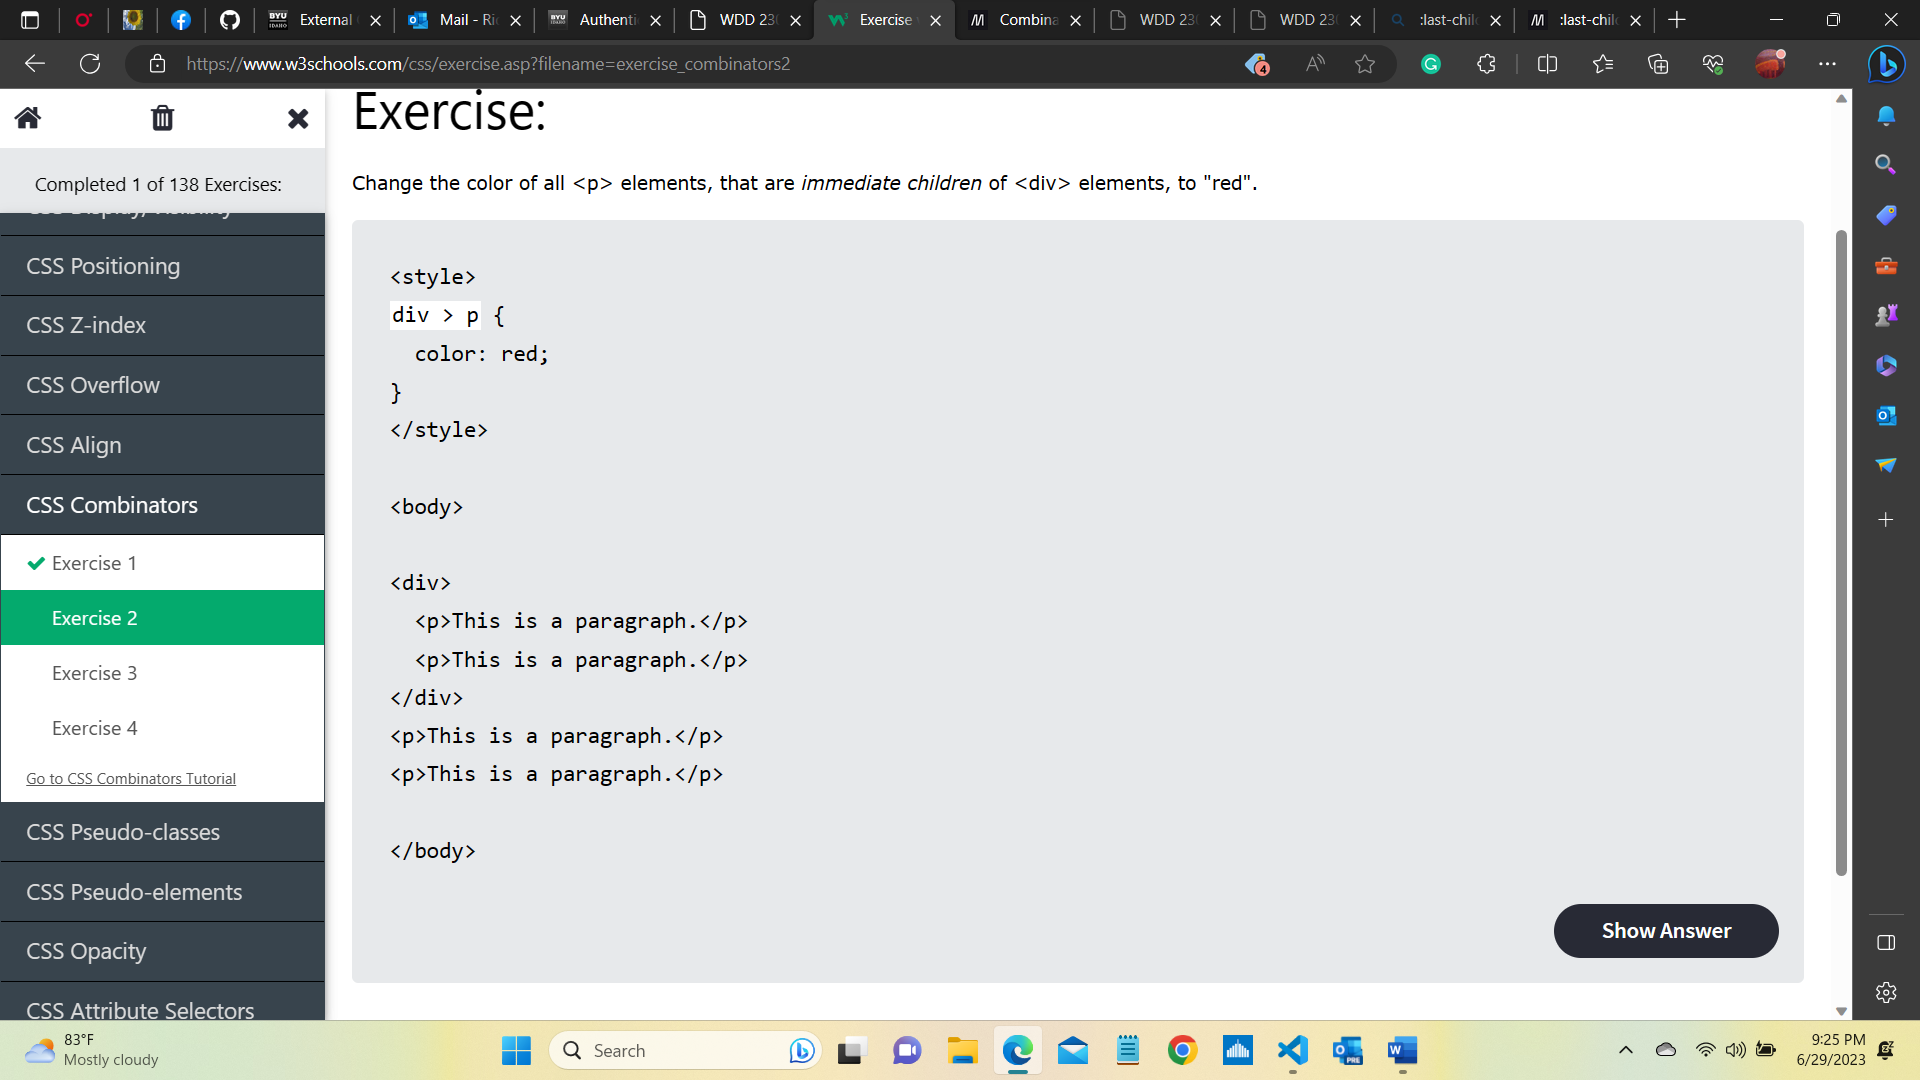 External
Mail - Ri
Authenti
WDD 230
Exercise
Combina
WDD 230
WDD 230
:last-chil
:last-chil
https://www.w3schools.com/css/exercise.asp?filename=exercise_combinators2
4
Completed 1 of 138 Exercises:
CSS Positioning
CSS Z-index
CSS Overflow
CSS Align
CSS Combinators
Exercise 1
Exercise 2
Exercise 3
Exercise 4
Go to CSS Combinators Tutorial
CSS Pseudo-classes
CSS Pseudo-elements
CSS Opacity
CSS Attribute Selectors
Exercise:
Change the color of all <p> elements, that are immediate children of <div> elements, to "red".
<style>
div > p {
color: red;
}
</style>
<body>
<div>
<p>This is a paragraph.</p>
<p>This is a paragraph.</p>
</div>
<p>This is a paragraph.</p>
<p>This is a paragraph.</p>
</body>
Show Answer
83°F
Mostly cloudy
Search
9:25 PM
6/29/2023